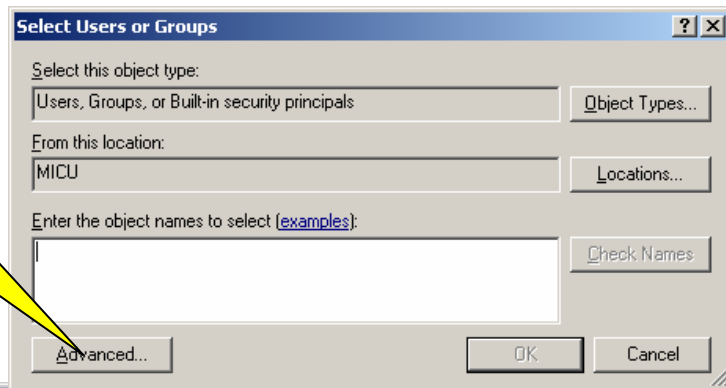 Select Users or Groups
Select this object type:
Users, Groups, or Built-in security principals
Object Types...
From this location:
MICU
Locations...
Enter the object names to select (examples):
Check Names
Advanced...
OK
Cancel